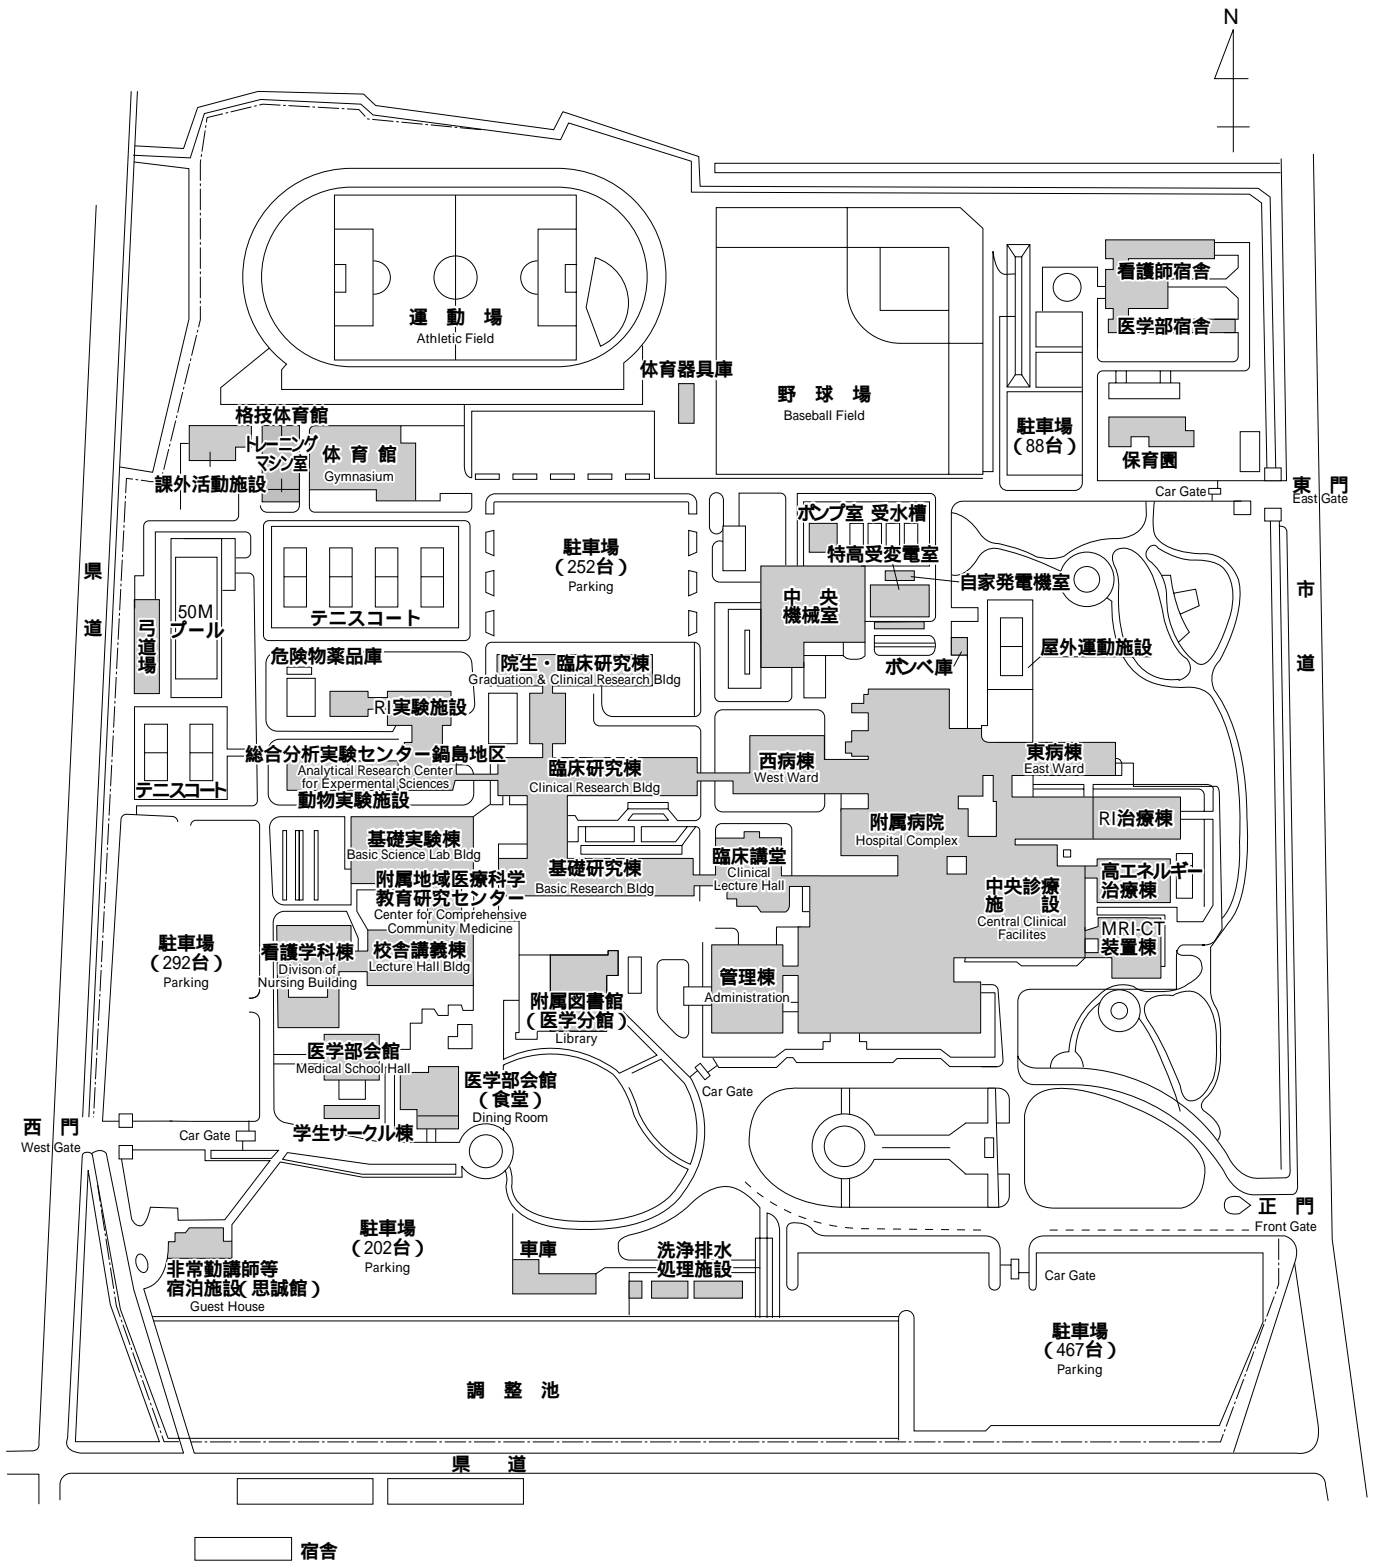 N
看護師宿舎
医学部宿舎
運 動 場
Athletic Field
体育器具庫
野 球 場
Baseball Field
駐車場
（88台）
保育園
格技体育館
トレーニング
マシン室
体 育 館
Gymnasium
課外活動施設
Car Gate
東 門
East Gate
ポンプ室 受水槽
特高受変電室
自家発電機室
駐車場
（252台）
Parking
中 央
機械室
県
道
市
道
50M
プール
弓
道
場
テニスコート
屋外運動施設
ボンベ庫
危険物薬品庫
院生・臨床研究棟
Graduation & Clinical Research Bldg
RI実験施設
総合分析実験センター鍋島地区
Analytical Research Center
for Expermental Sciences
動物実験施設
テニスコート
臨床研究棟
Clinical Research Bldg
西病棟
West Ward
東病棟
East Ward
附属病院
Hospital Complex
RI治療棟
基礎実験棟
Basic Science Lab Bldg
基礎研究棟
Basic Research Bldg
臨床講堂
Clinical
Lecture Hall
附属地域医療科学
教育研究センター
Center for Comprehensive
Community Medicine
中央診療
施 設
Central Clinical
Facilites
高エネルギー
治療棟
MRI-CT
装置棟
駐車場
（292台）
Parking
看護学科棟
Divison of
Nursing Building
校舎講義棟
Lecture Hall Bldg
管理棟
Administration
附属図書館
（医学分館）
Library
医学部会館
Medical School Hall
医学部会館
（食堂）
Dining Room
Car Gate
学生サークル棟
西 門
West Gate
Car Gate
正 門
Front Gate
駐車場
（202台）
Parking
車庫
洗浄排水
処理施設
非常勤講師等
宿泊施設（思誠館）
Guest House
Car Gate
駐車場
（467台）
Parking
調 整 池
県 道
宿舎